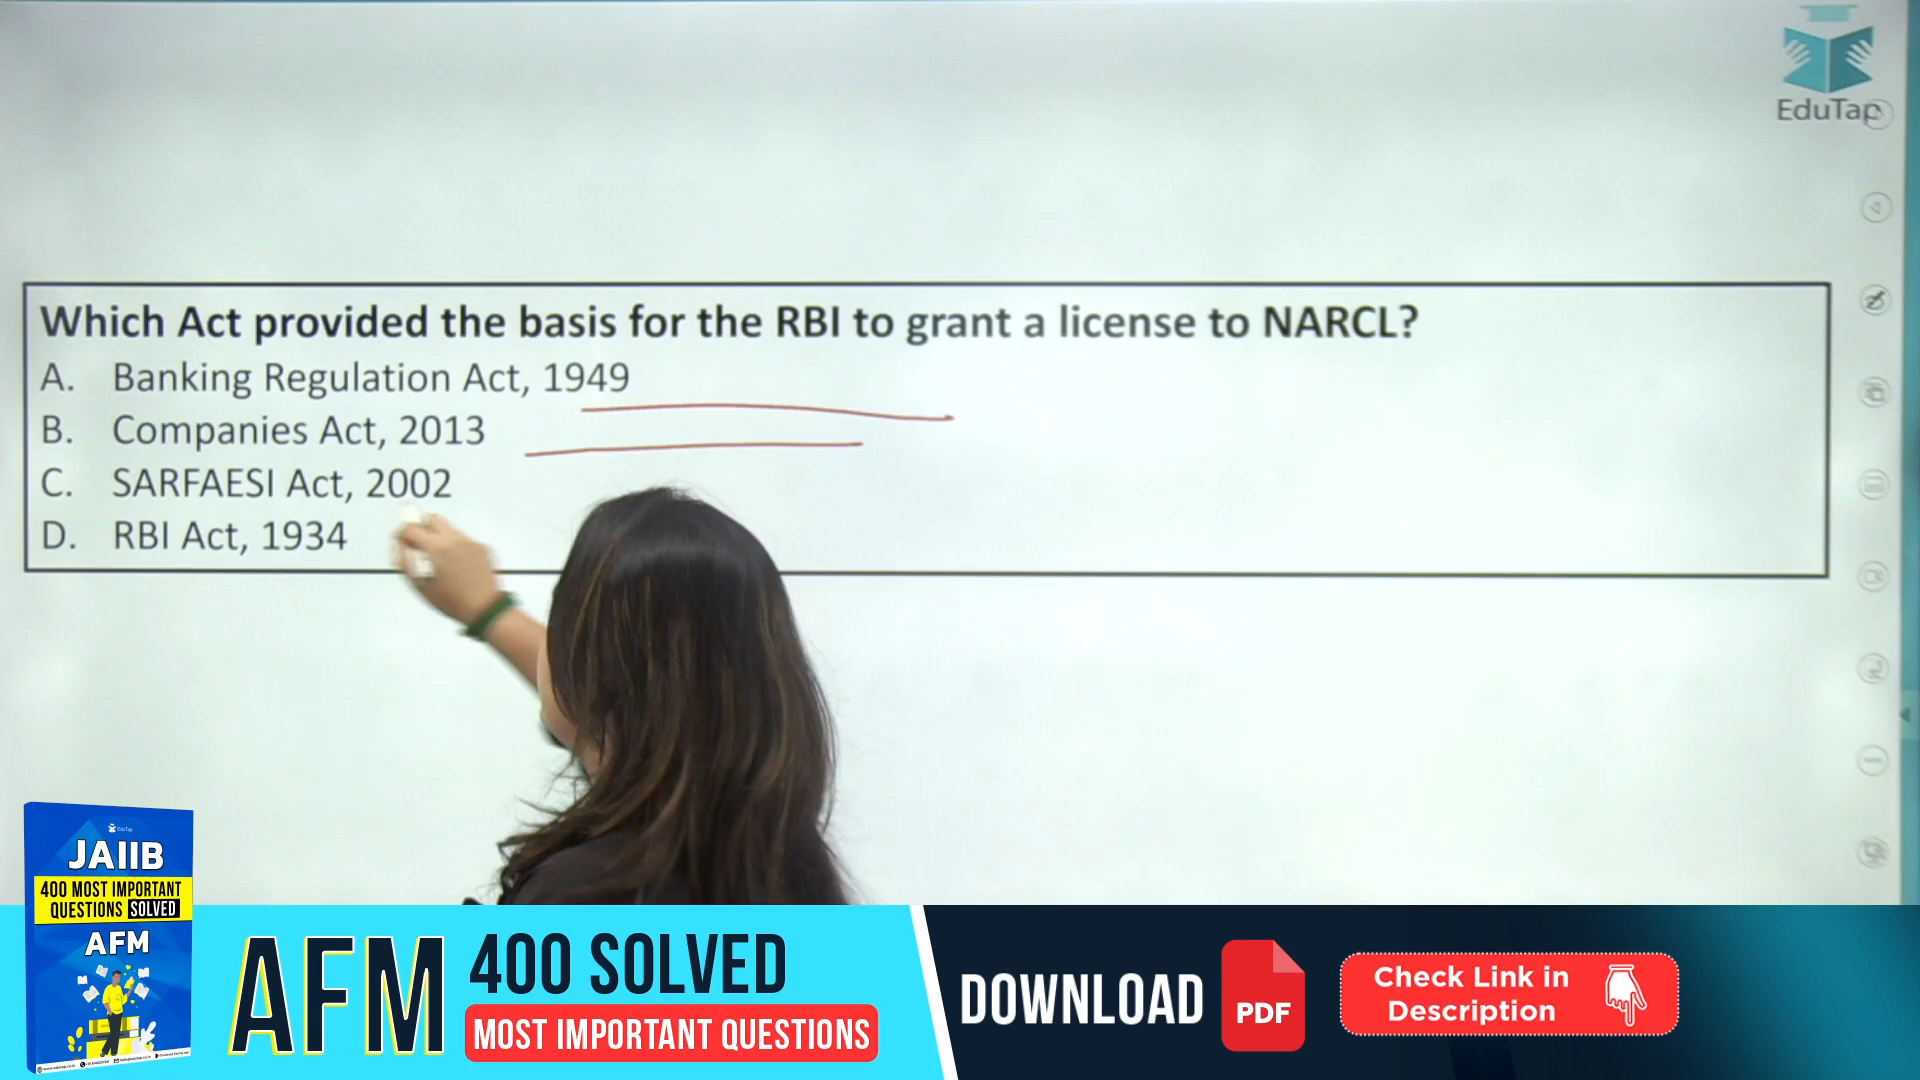 EduTap
Which Act provided the basis for the RBI to grant a license to NARCL?
A. Banking Regulation Act, 1949
B. Companies Act, 2013
C. SARFAESI Act, 2002
D. RBI Act, 1934
EduTap
JAIIB
400 MOST IMPORTANT
QUESTIONS SOLVED
AFM
AFM
400 SOLVED
MOST IMPORTANT QUESTIONS
DOWNLOAD
PDF
Check Link in
Description